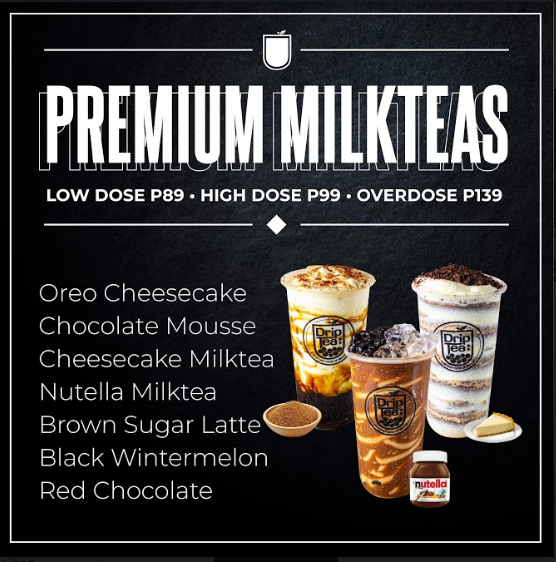 PREMIUM MILKTEAS
LOW DOSE P89 • HIGH DOSE P99 • OVERDOSE P139
Oreo Cheesecake
Chocolate Mousse
Cheesecake Milktea
Nutella Milktea
Brown Sugar Latte
Black Wintermelon
Red Chocolate
Drip
Tea
Drip
Tea
Drip
Tea
nutella